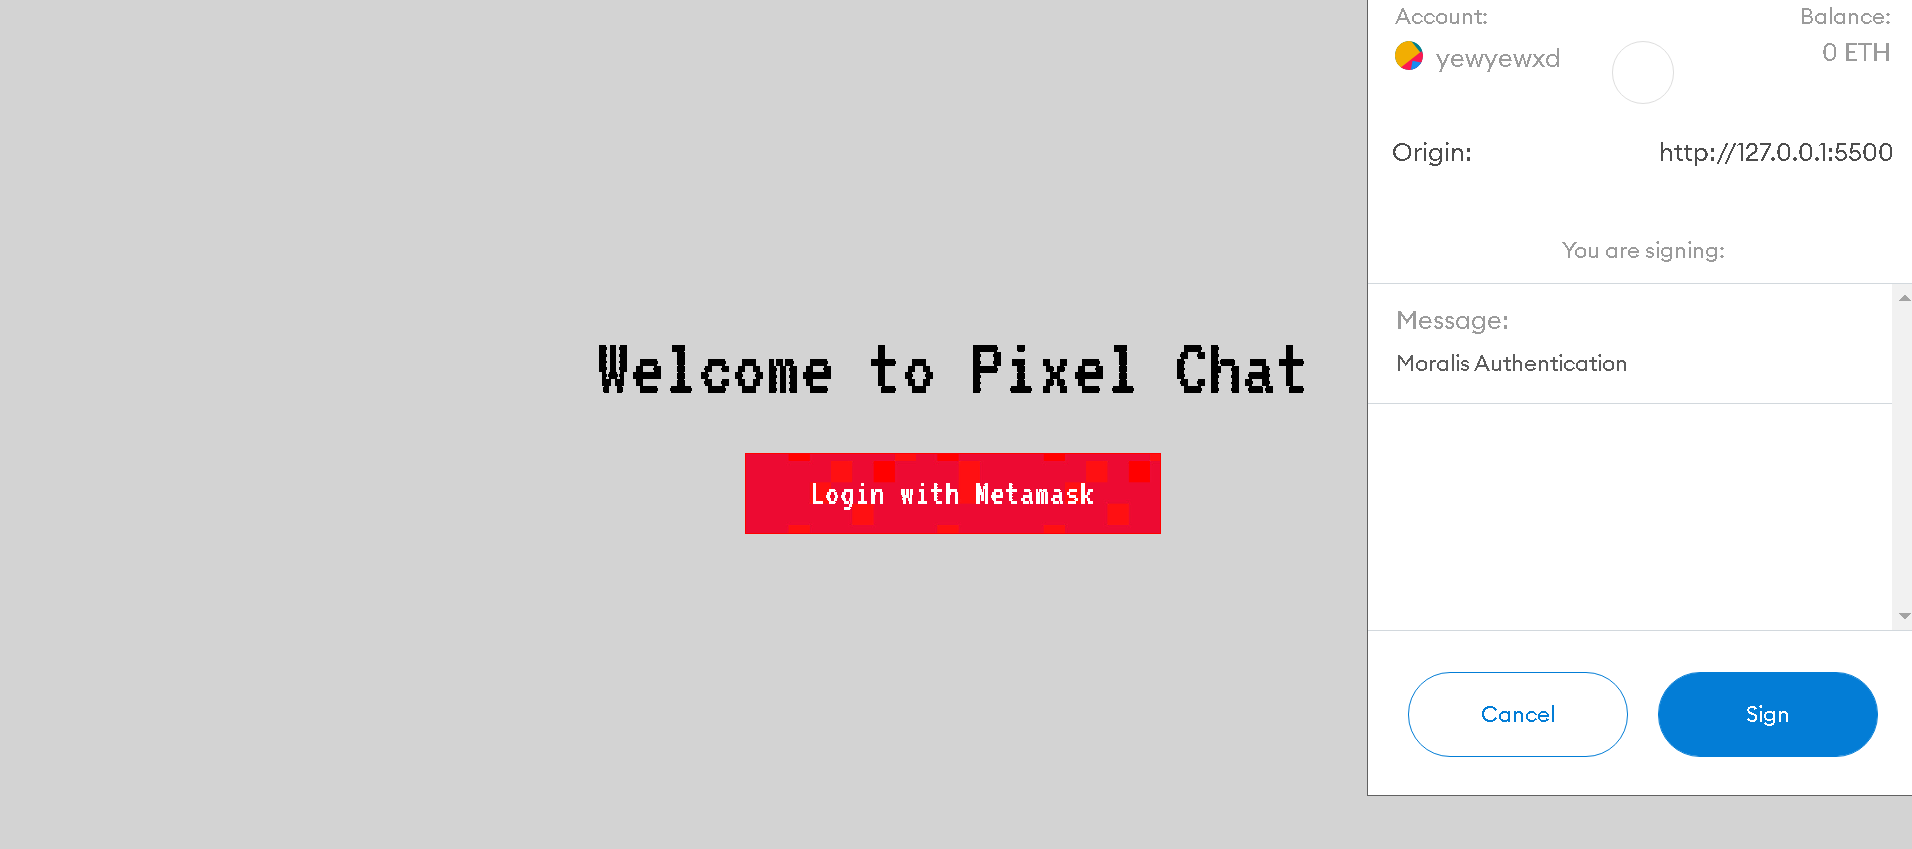 Welcome to Pixel Chat
Login with Metamask
Account:
Balance:
yewyewxd
0 ETH
Origin:
http://127.0.0.1:5500
You are signing:
Message:
Moralis Authentication
Cancel
Sign